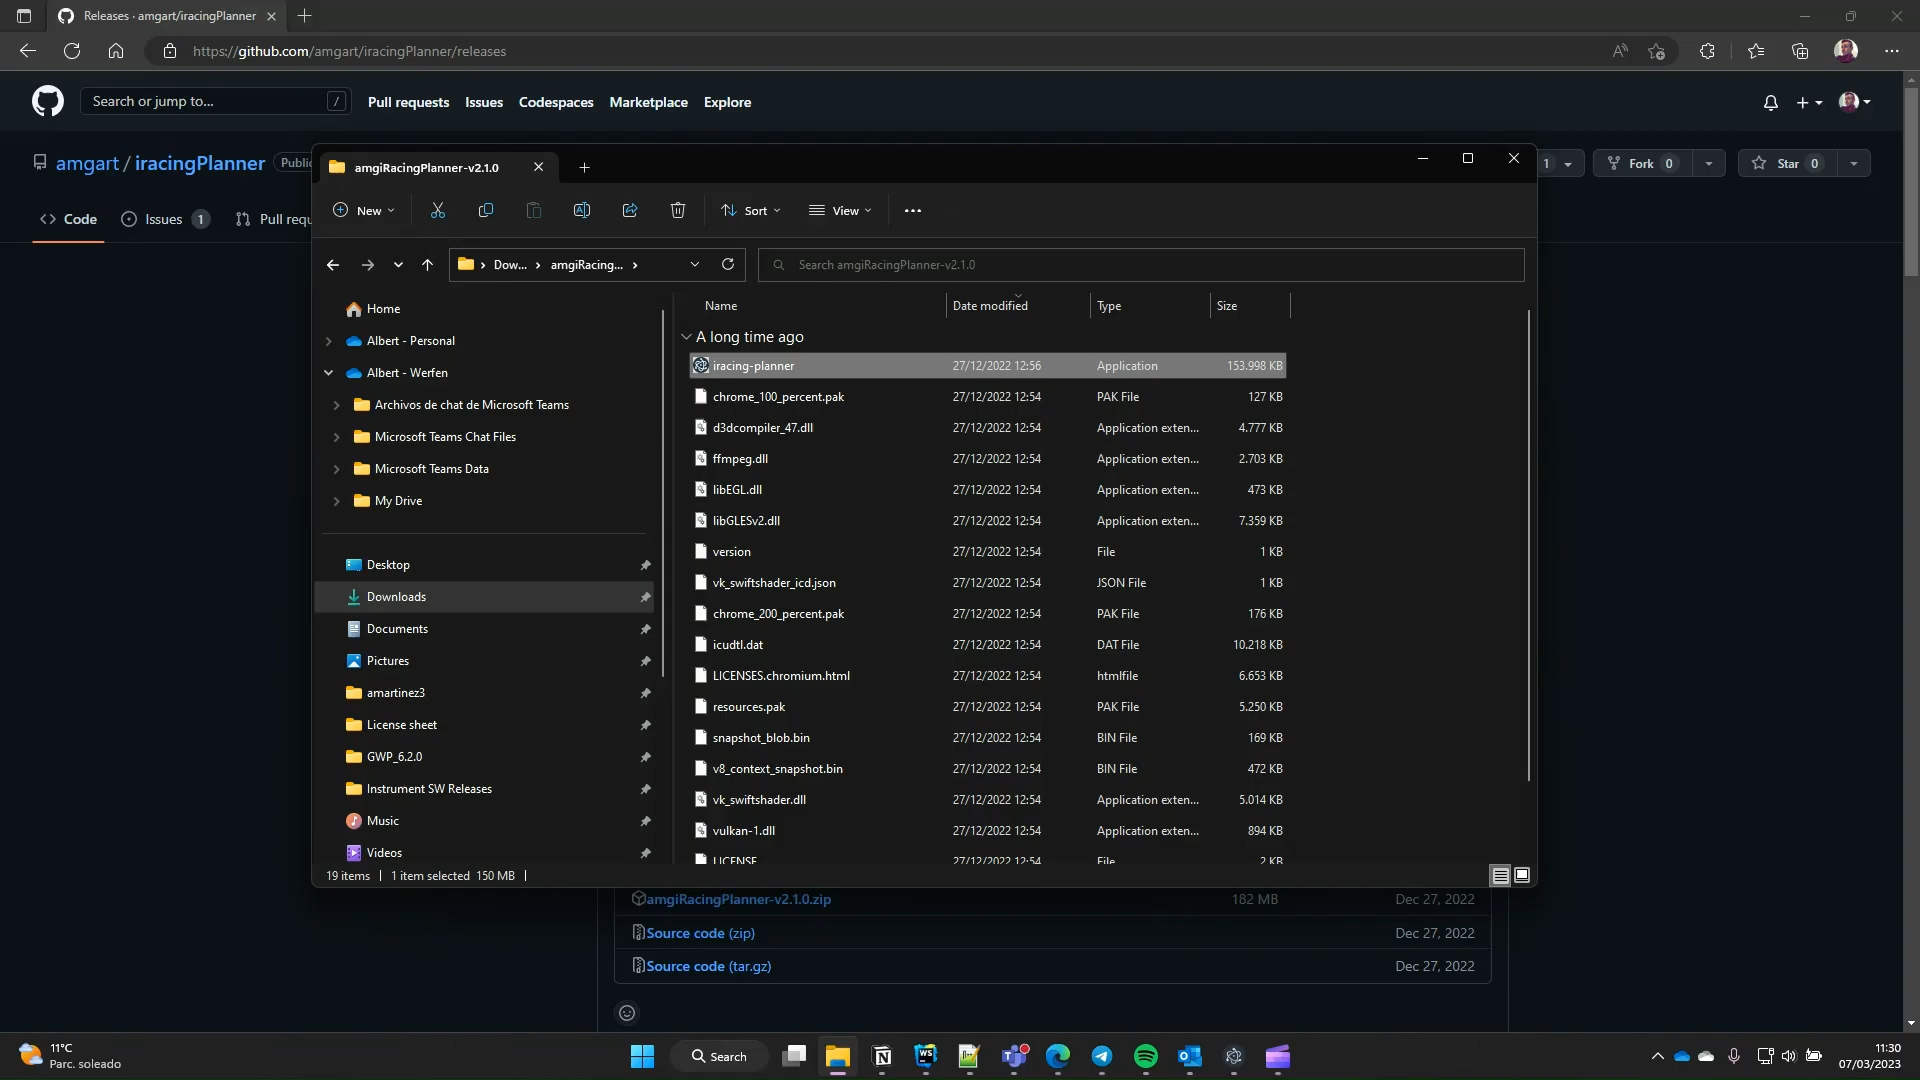 Releases · amgart/iracingPlanner
https://github.com/amgart/iracingPlanner/releases
Search or jump to... /
Pull requests Issues Codespaces Marketplace Explore
amgart / iracingPlanner Public
1 Fork 0 Star 0
Code Issues 1 Pull requ
amgiRacingPlanner-v2.1.0
New Sort View
Dow... > amgiRacing... >
Search amgiRacingPlanner-v2.1.0
Home
Albert - Personal
Albert - Werfen
Archivos de chat de Microsoft Teams
Microsoft Teams Chat Files
Microsoft Teams Data
My Drive
Desktop
Downloads
Documents
Pictures
amartinez3
License sheet
GWP_6.2.0
Instrument SW Releases
Music
Videos
Name Date modified Type Size
A long time ago
iracing-planner 27/12/2022 12:56 Application 153.998 KB
chrome_100_percent.pak 27/12/2022 12:54 PAK File 127 KB
d3dcompiler_47.dll 27/12/2022 12:54 Application exten... 4.777 KB
ffmpeg.dll 27/12/2022 12:54 Application exten... 2.703 KB
libEGL.dll 27/12/2022 12:54 Application exten... 473 KB
libGLESv2.dll 27/12/2022 12:54 Application exten... 7.359 KB
version 27/12/2022 12:54 File 1 KB
vk_swiftshader_icd.json 27/12/2022 12:54 JSON File 1 KB
chrome_200_percent.pak 27/12/2022 12:54 PAK File 176 KB
icudtl.dat 27/12/2022 12:54 DAT File 10.218 KB
LICENSES.chromium.html 27/12/2022 12:54 htmlfile 6.653 KB
resources.pak 27/12/2022 12:54 PAK File 5.250 KB
snapshot_blob.bin 27/12/2022 12:54 BIN File 169 KB
v8_context_snapshot.bin 27/12/2022 12:54 BIN File 472 KB
vk_swiftshader.dll 27/12/2022 12:54 Application exten... 5.014 KB
vulkan-1.dll 27/12/2022 12:54 Application exten... 894 KB
LICENSE 27/12/2022 12:54 File 2 KB
19 items 1 item selected 150 MB
amgiRacingPlanner-v2.1.0.zip 182 MB Dec 27, 2022
Source code (zip) Dec 27, 2022
Source code (tar.gz) Dec 27, 2022
11°C
Parc. soleado
Search
WS
11:30
07/03/2023